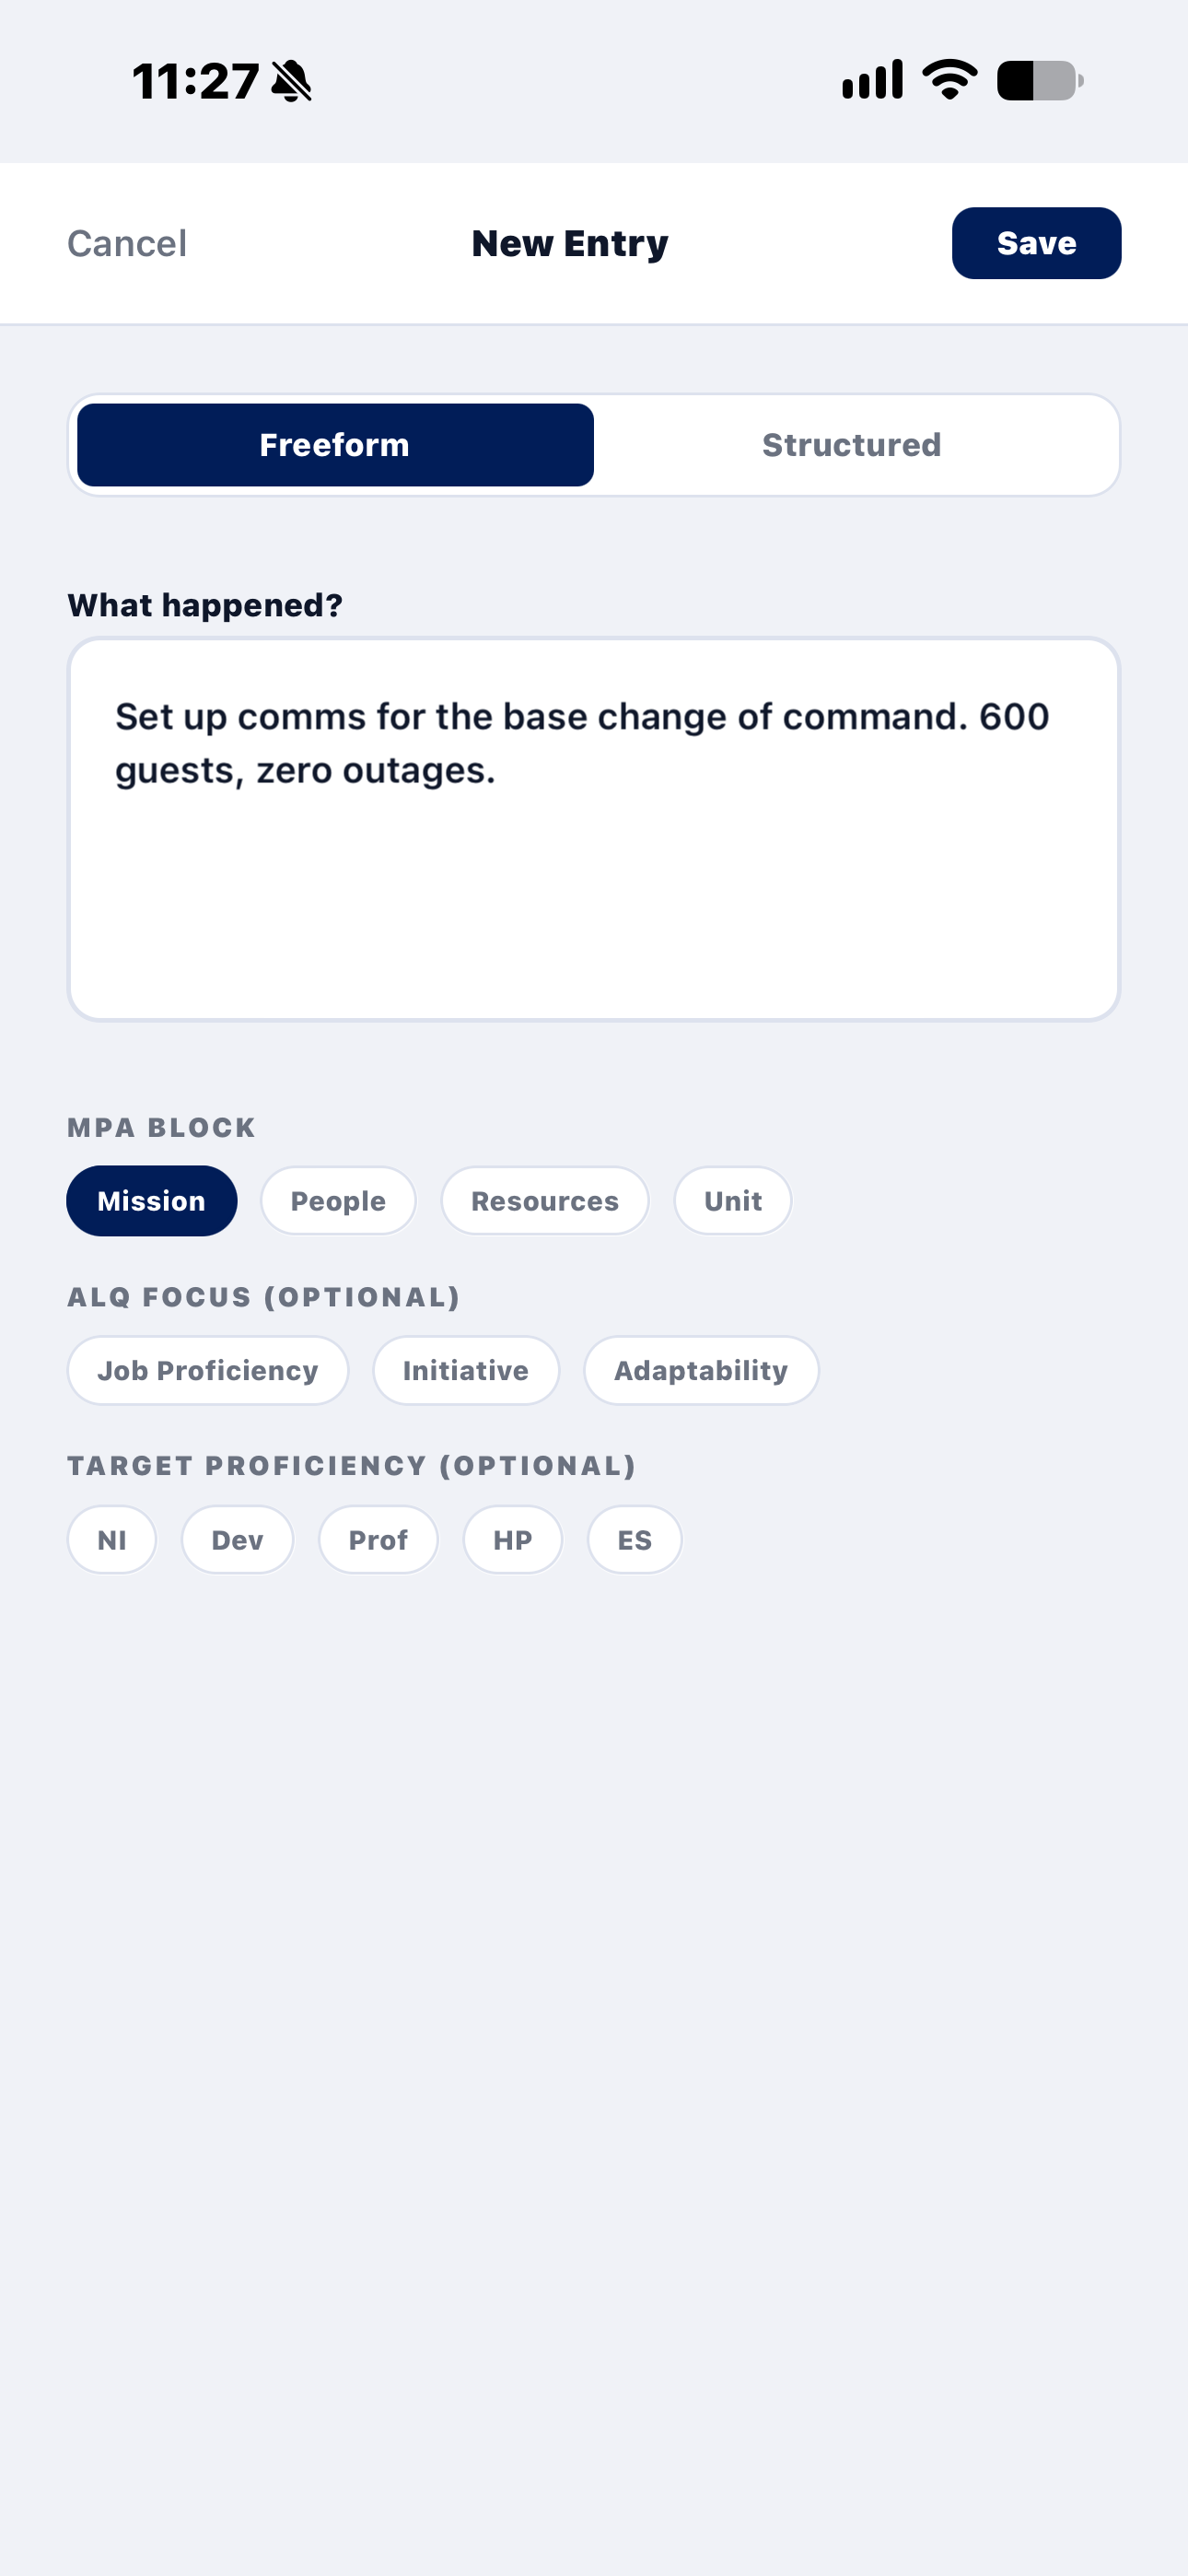 11:27
Cancel New Entry Save
Freeform Structured
What happened?
Set up comms for the base change of command. 600
guests, zero outages.
MPA BLOCK
Mission People Resources Unit
ALQ FOCUS (OPTIONAL)
Job Proficiency Initiative Adaptability
TARGET PROFICIENCY (OPTIONAL)
NI Dev Prof HP ES